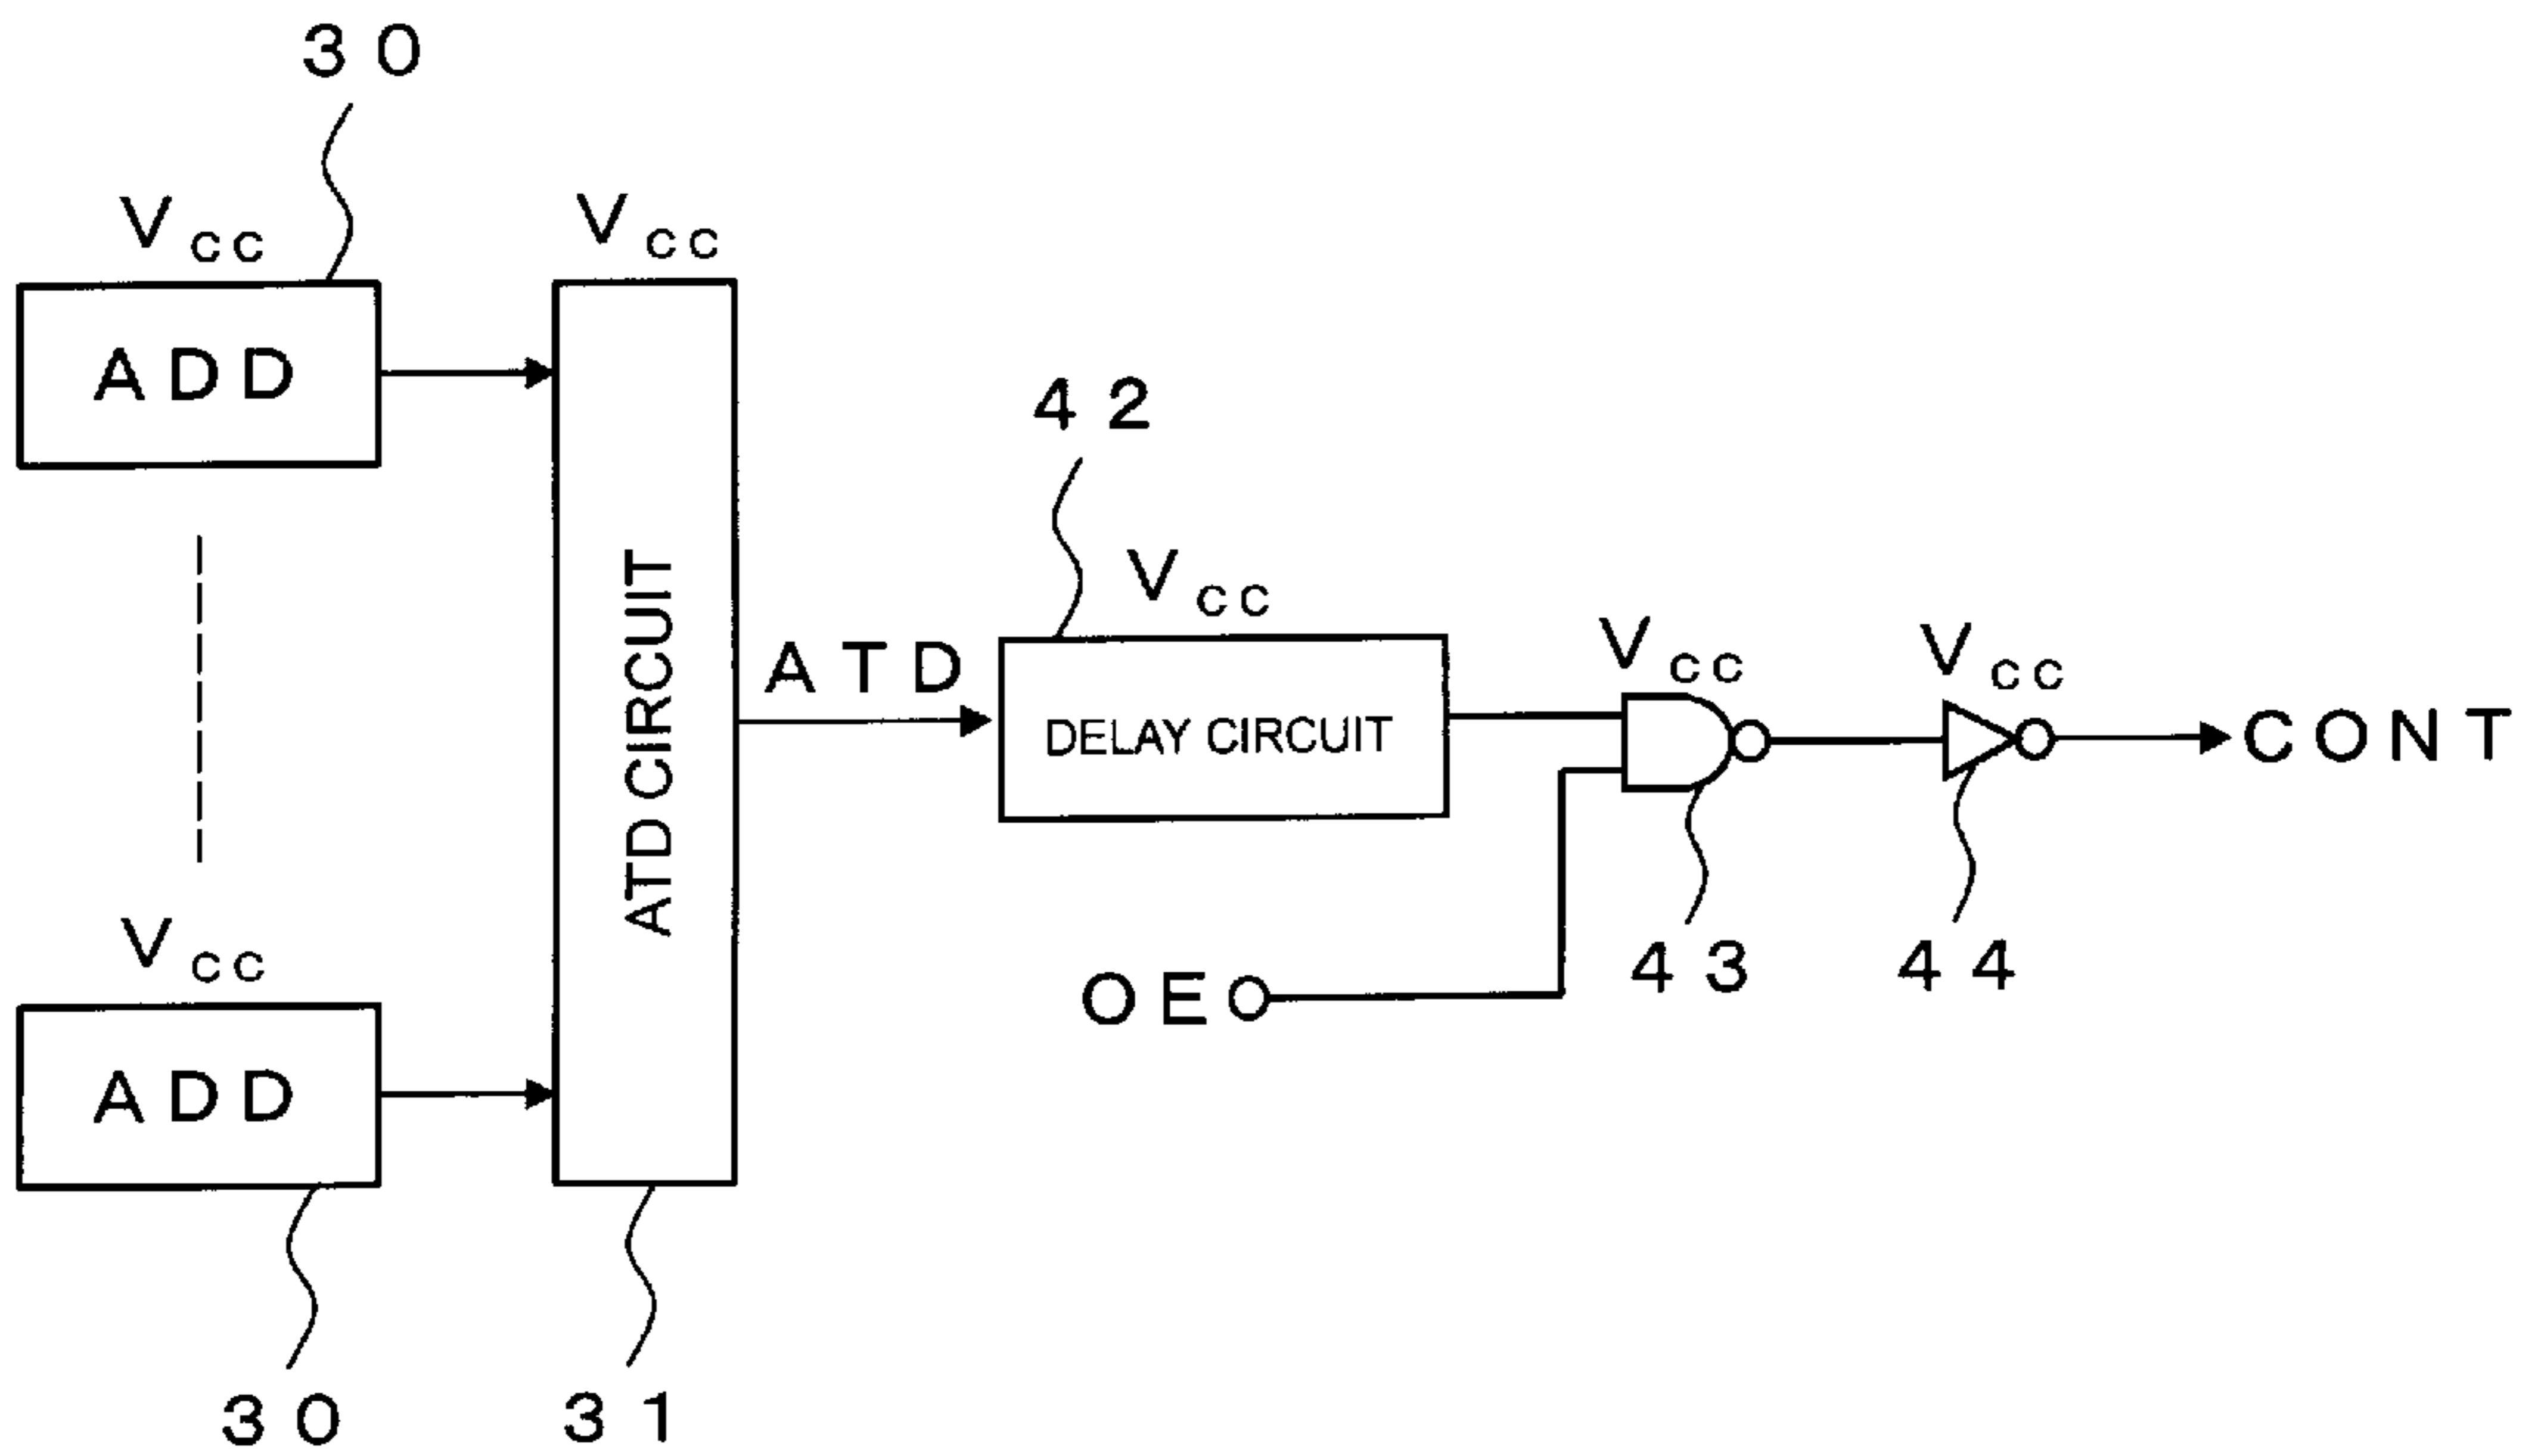 30
Vcc
Vcc
ADD
42
Vcc
ATD CIRCUIT
ATD
DELAY CIRCUIT
Vcc
Vcc
CONT
OE
43
44
Vcc
ADD
30
31